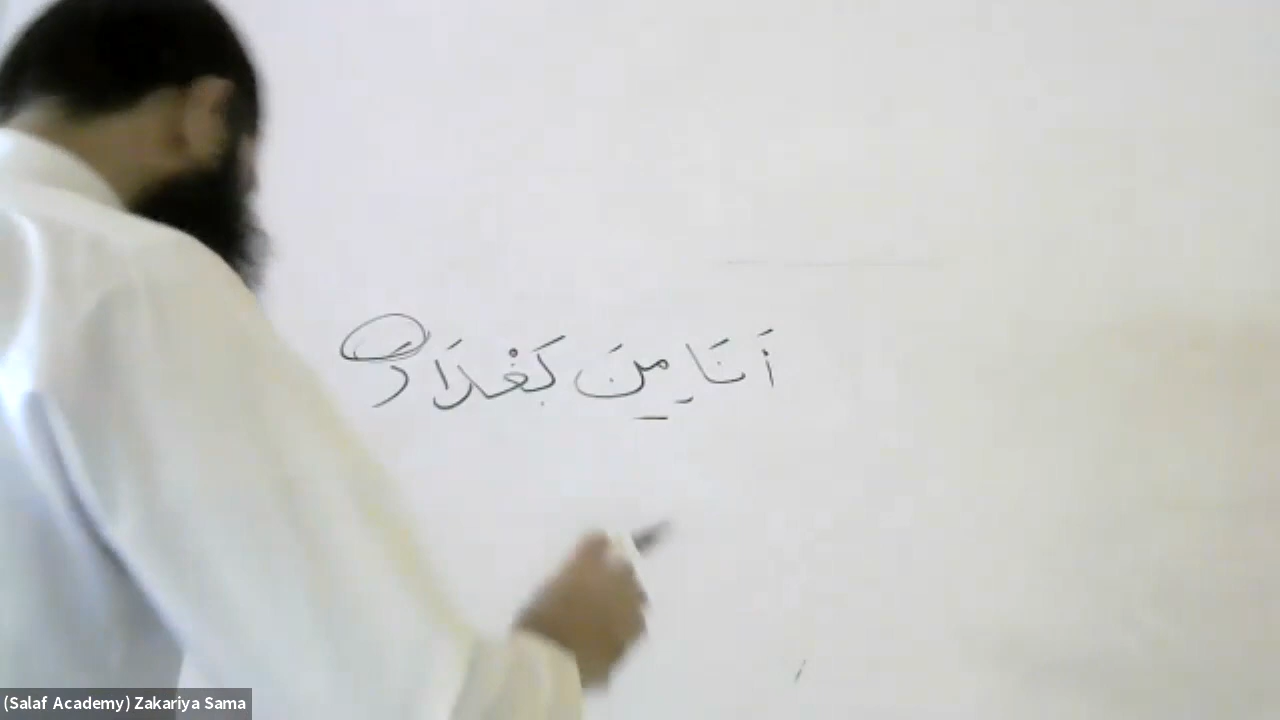 أَنَا مِنَ بَغْدَادَ
(Salaf Academy) Zakariya Sama